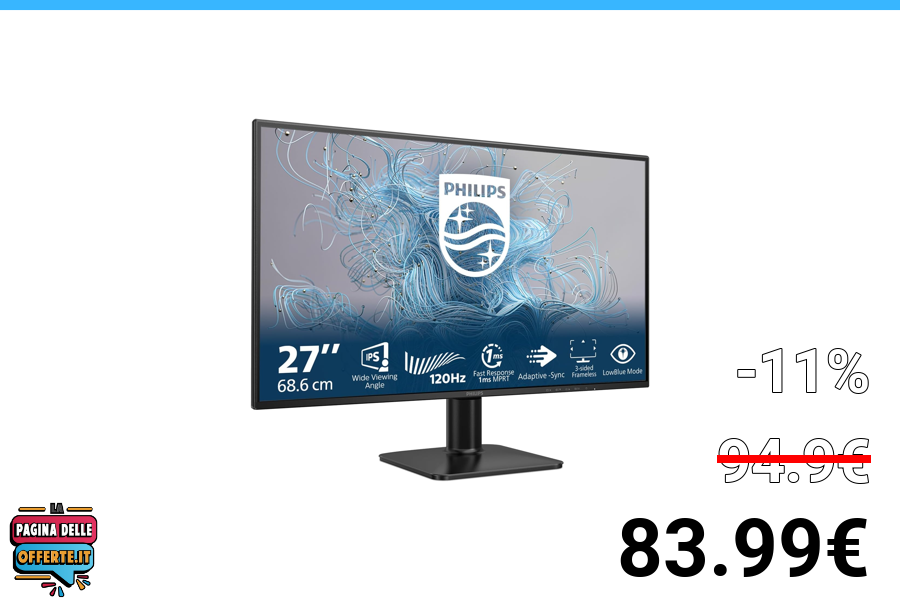 PHILIPS
27’’
68.6 cm
IPS
Wide Viewing
Angle
120Hz
1ms
Fast Response
1ms MPRT
Adaptive -Sync
3-sided
Frameless
LowBlue Mode
-11%
94.9€
83.99€
LA
PAGINA DELLE
OFFERTE.IT